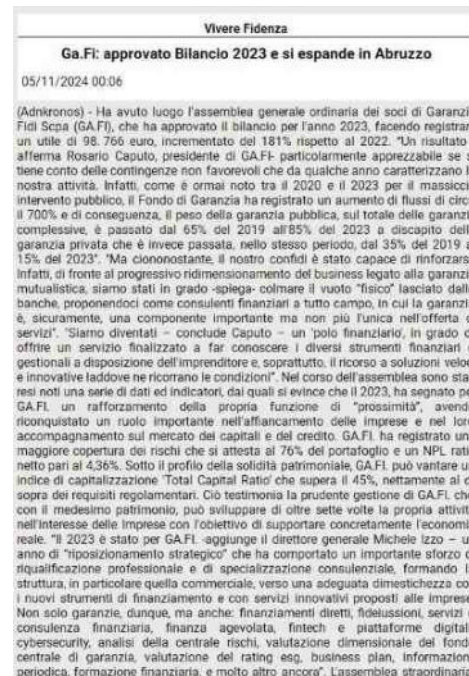 Vivere Fidenza
Ga.Fi: approvato Bilancio 2023 e si espande in Abruzzo
05/11/2024 00:06
(Adnkronos) - Ha avuto luogo l'assemblea generale ordinaria dei soci di Garanzi
Fidi Scpa (GA.FI), che ha approvato il bilancio per l'anno 2023, facendo registrar
un utile di 98. 766 euro, incrementato del 181% rispetto al 2022. "Un risultato
afferma Rosario Caputo, presidente di GA.FI- particolarmente apprezzabile se s
tiene conto delle contingenze non favorevoli che da qualche anno caratterizzano l
nostra attività. Infatti, come è ormai noto tra il 2020 e il 2023 per il massicci
intervento pubblico, il Fondo di Garanzia ha registrato un aumento di flussi di circ
il 700% e di conseguenza, il peso della garanzia pubblica, sul totale delle garanzi
complessive, è passato dal 65% del 2019 all'85% del 2023 a discapito dell
garanzia privata che è invece passata, nello stesso periodo, dal 35% del 2019 a
15% del 2023". "Ma ciononostante, il nostro confidi è stato capace di rinforzars
Infatti, di fronte al progressivo ridimensionamento del business legato alla garanzi
mutualistica, siamo stati in grado -spiega- colmare il vuoto "fisico" lasciato dall
banche, proponendoci come consulenti finanziari a tutto campo, in cui la garanzi
è, sicuramente, una componente importante ma non più l'unica nell'offerta d
servizi". "Siamo diventati – conclude Caputo – un 'polo finanziario', in grado d
offrire un servizio finalizzato a far conoscere i diversi strumenti finanziari e
gestionali a disposizione dell'imprenditore e, soprattutto, il ricorso a soluzioni veloc
e innovative laddove ne ricorrano le condizioni". Nel corso dell'assemblea sono sta
resi noti una serie di dati ed indicatori, dai quali si evince che il 2023, ha segnato pe
GA.FI. un rafforzamento della propria funzione di "prossimità", avend
riconquistato un ruolo importante nell'affiancamento delle imprese e nel lor
accompagnamento sul mercato dei capitali e del credito. GA.FI. ha registrato un
maggiore copertura dei rischi che si attesta al 76% del portafoglio e un NPL rati
netto pari al 4,36%. Sotto il profilo della solidità patrimoniale, GA.FI. può vantare u
indice di capitalizzazione 'Total Capital Ratio' che supera il 45%, nettamente al d
sopra dei requisiti regolamentari. Ciò testimonia la prudente gestione di GA.FI. ch
con il medesimo patrimonio, può sviluppare di oltre sette volte la propria attivit
nell'interesse delle imprese con l'obiettivo di supportare concretamente l'economi
reale. "Il 2023 è stato per GA.FI. -aggiunge il direttore generale Michele Izzo – u
anno di "riposizionamento strategico" che ha comportato un importante sforzo d
riqualificazione professionale e di specializzazione consulenziale, formando l
struttura, in particolare quella commerciale, verso una adeguata dimestichezza co
i nuovi strumenti di finanziamento e con servizi innovativi proposti alle imprese
Non solo garanzie, dunque, ma anche: finanziamenti diretti, fideiussioni, servizi d
consulenza finanziaria, finanza agevolata, fintech e piattaforme digital
cybersecurity, analisi della centrale rischi, valutazione dimensionale del fond
centrale di garanzia, valutazione del rating esg, business plan, informazion
periodica, formazione finanziaria, e molto altro ancora". L'assemblea straordinaria